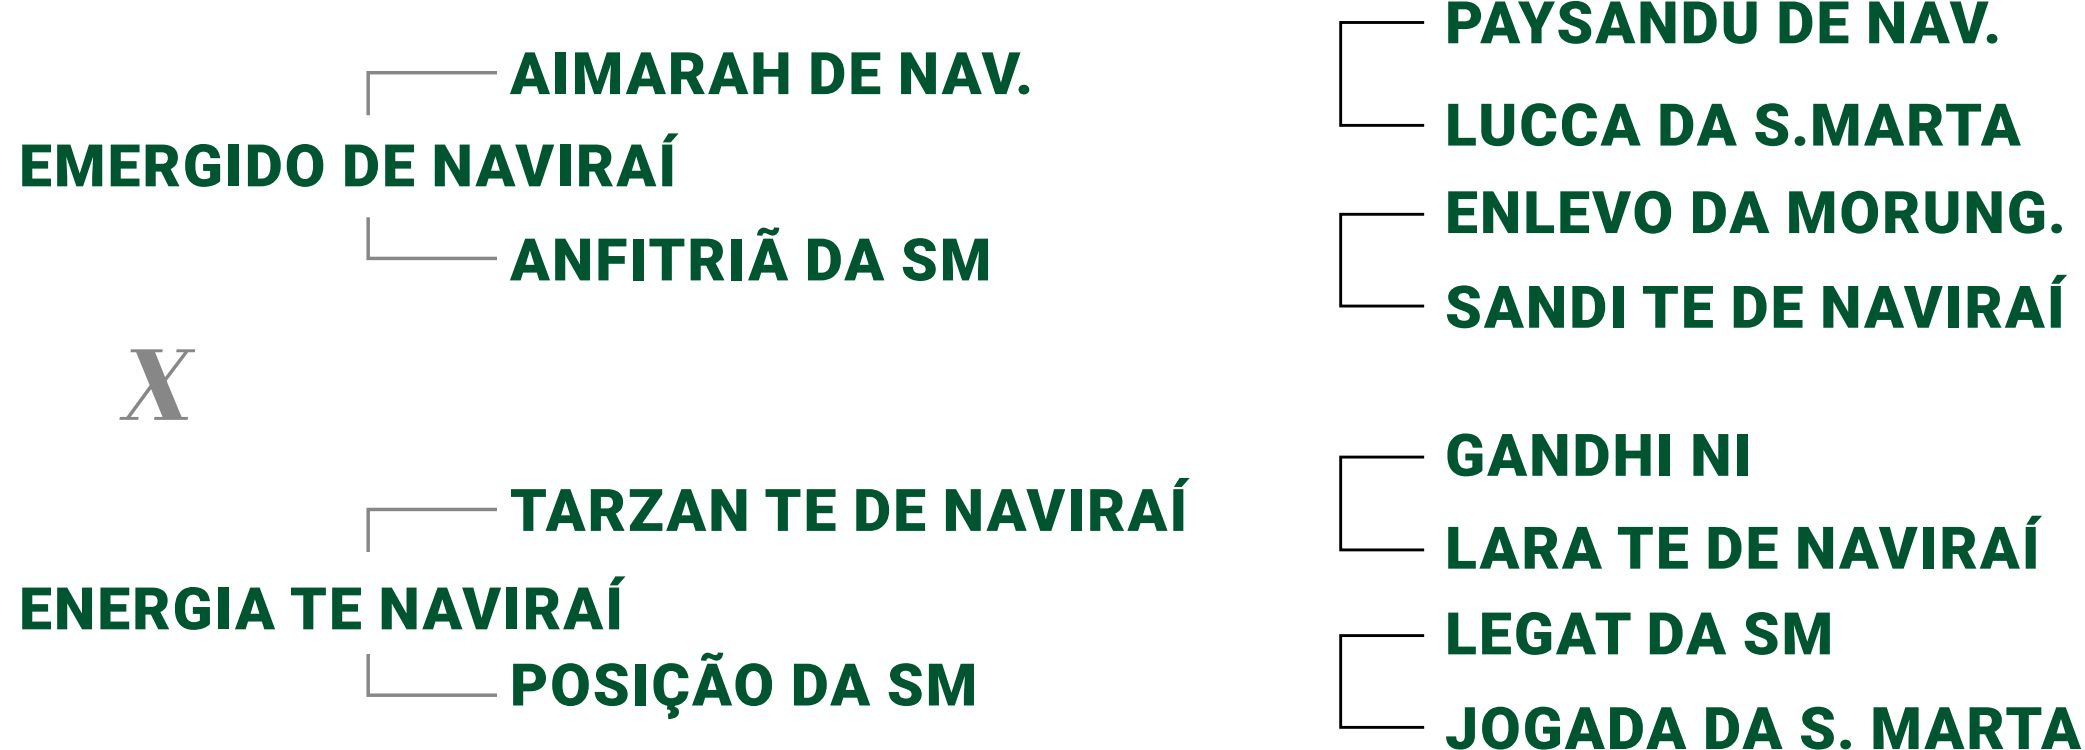 PAYSANDU DE NAV.
AIMARAH DE NAV.
LUCCA DA S.MARTA
EMERGIDO DE NAVIRAÍ
ENLEVO DA MORUNG.
ANFITRIÃ DA SM
SANDI TE DE NAVIRAÍ
X
GANDHI NI
TARZAN TE DE NAVIRAÍ
LARA TE DE NAVIRAÍ
ENERGIA TE NAVIRAÍ
LEGAT DA SM
POSIÇÃO DA SM
JOGADA DA S. MARTA